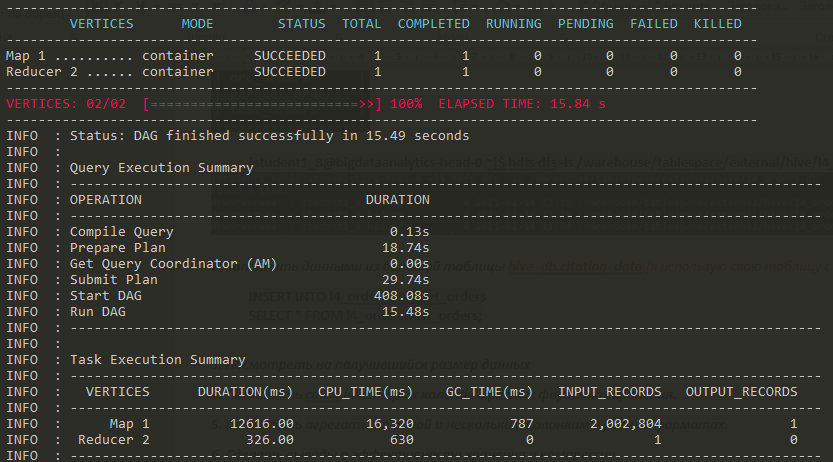 ----------------------------------------------------------------------------------------------
VERTICES MODE STATUS TOTAL COMPLETED RUNNING PENDING FAILED KILLED
----------------------------------------------------------------------------------------------
Map 1 .......... container SUCCEEDED 1 1 0 0 0 0
Reducer 2 ...... container SUCCEEDED 1 1 0 0 0 0
----------------------------------------------------------------------------------------------
VERTICES: 02/02 [==========================>>] 100% ELAPSED TIME: 15.84 s
----------------------------------------------------------------------------------------------
INFO : Status: DAG finished successfully in 15.49 seconds
INFO :
INFO : Query Execution Summary
INFO : ----------------------------------------------------------------------------------------------
INFO : OPERATION DURATION
INFO : ----------------------------------------------------------------------------------------------
INFO : Compile Query 0.13s
INFO : Prepare Plan 18.74s
INFO : Get Query Coordinator (AM) 0.00s
INFO : Submit Plan 29.74s
INFO : Start DAG 408.08s
INFO : Run DAG 15.48s
INFO : ----------------------------------------------------------------------------------------------
INFO :
INFO : Task Execution Summary
INFO : ----------------------------------------------------------------------------------------------
INFO : VERTICES DURATION(ms) CPU_TIME(ms) GC_TIME(ms) INPUT_RECORDS OUTPUT_RECORDS
INFO : ----------------------------------------------------------------------------------------------
INFO : Map 1 12616.00 16,320 787 2,002,804 1
INFO : Reducer 2 326.00 630 0 1 0
INFO : ----------------------------------------------------------------------------------------------